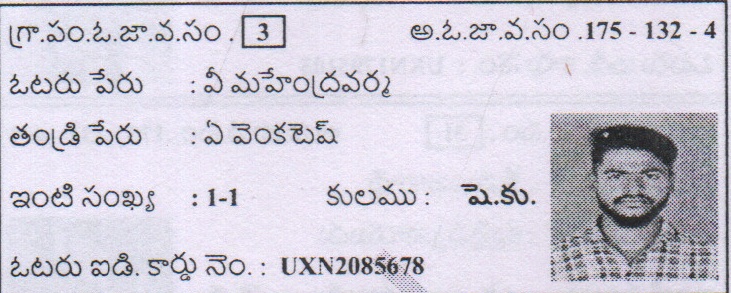 గ్రా.పం.ఓ.జా.వ.సం . 3 అ.ఓ.జా.వ.సం .175 - 132 - 4
ఓటరు పేరు : వీ మహేంద్రవర్మ
తండ్రి పేరు : ఏ వెంకటెష్
ఇంటి సంఖ్య : 1-1 కులము : షె.కు.
ఓటరు ఐడి. కార్డు నెం. : UXN2085678